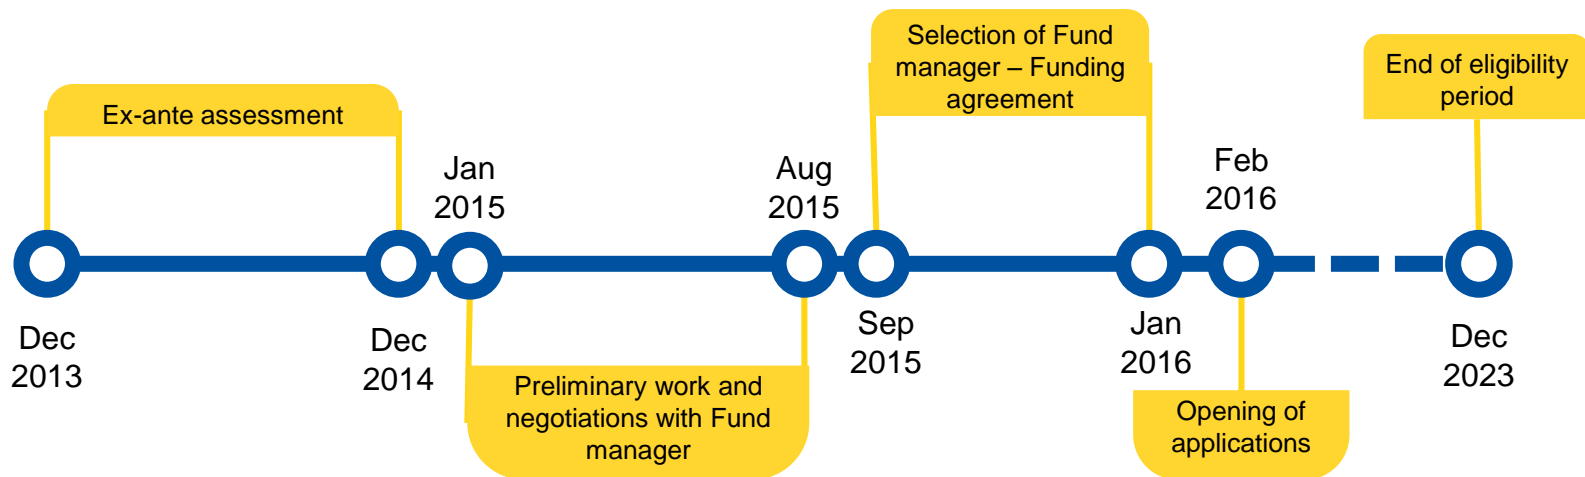 Selection of Fund
manager – Funding
agreement
End of eligibility
period
Ex-ante assessment
Jan
2015
Aug
2015
Feb
2016
Dec
2013
Dec
2014
Sep
2015
Jan
2016
Dec
2023
Preliminary work and
negotiations with Fund
manager
Opening of
applications